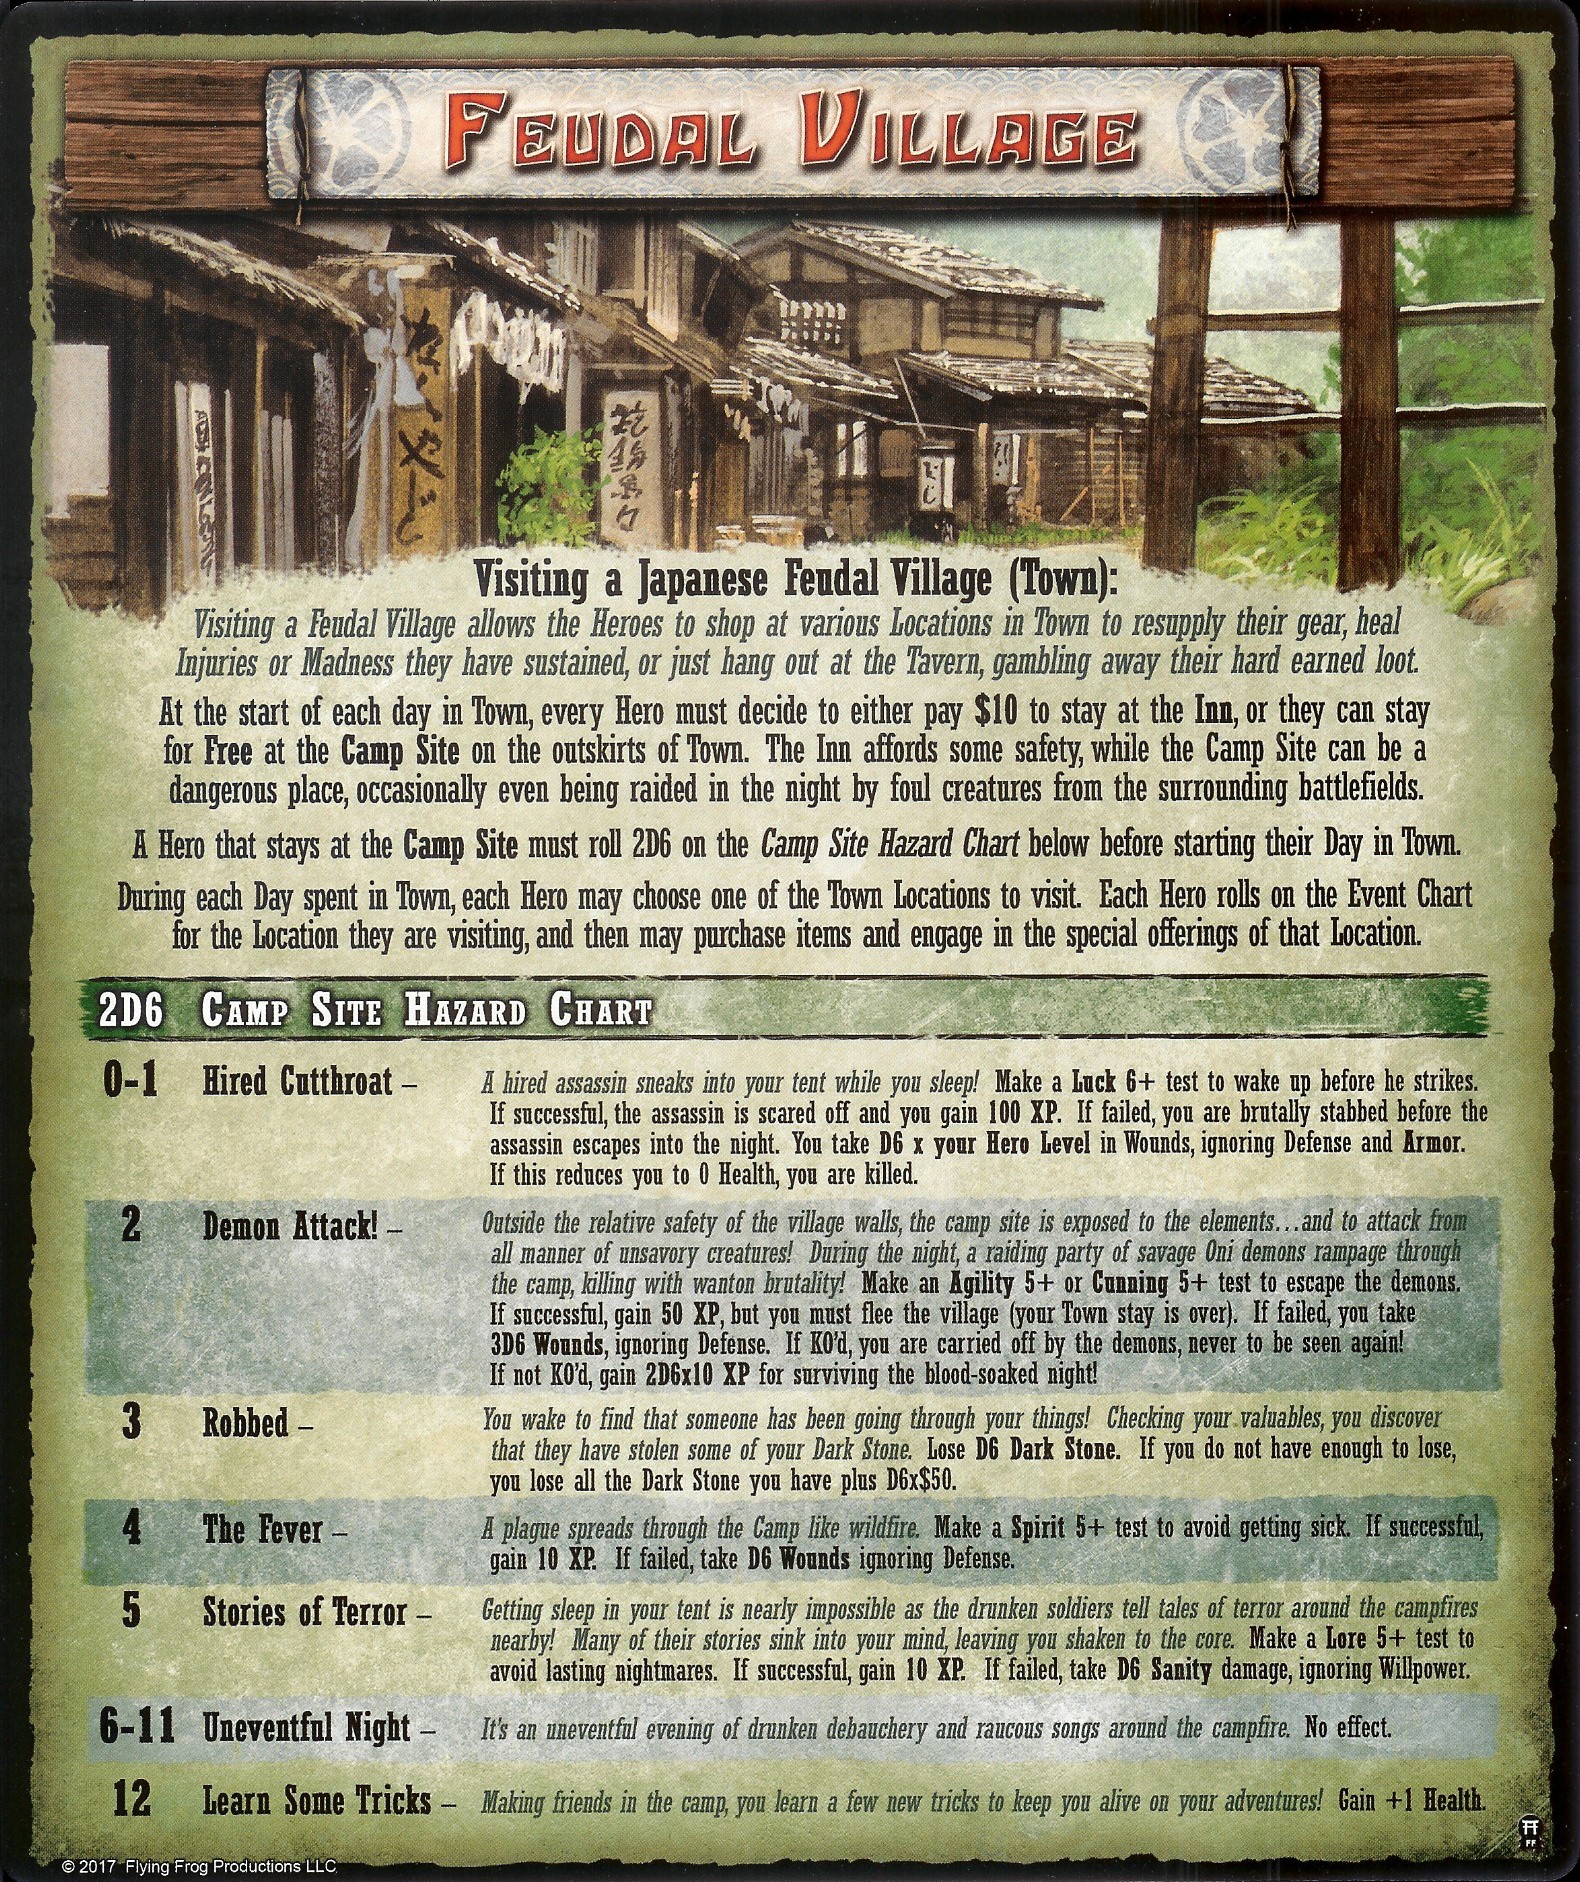 FEUDAL VILLAGE
Visiting a Japanese Feudal Village (Town):
Visiting a Feudal Village allows the Heroes to shop at various Locations in Town to resupply their gear, heal
Injuries or Madness they have sustained, or just hang out at the Tavern, gambling away their hard earned loot.
At the start of each day in Town, every Hero must decide to either pay $10 to stay at the Inn, or they can stay
for Free at the Camp Site on the outskirts of Town. The Inn affords some safety, while the Camp Site can be a
dangerous place, occasionally even being raided in the night by foul creatures from the surrounding battlefields.
A Hero that stays at the Camp Site must roll 2D6 on the Camp Site Hazard Chart below before starting their Day in Town.
During each Day spent in Town, each Hero may choose one of the Town Locations to visit. Each Hero rolls on the Event Chart
for the Location they are visiting, and then may purchase items and engage in the special offerings of that Location.
2D6 CAMP SITE HAZARD CHART
0-1 Hired Cutthroat – A hired assassin sneaks into your tent while you sleep! Make a Luck 6+ test to wake up before he strikes.
If successful, the assassin is scared off and you gain 100 XP. If failed, you are brutally stabbed before the
assassin escapes into the night. You take D6 x your Hero Level in Wounds, ignoring Defense and Armor.
If this reduces you to 0 Health, you are killed.
2 Demon Attack! – Outside the relative safety of the village walls, the camp site is exposed to the elements...and to attack from
all manner of unsavory creatures! During the night, a raiding party of savage Oni demons rampage through
the camp, killing with wanton brutality! Make an Agility 5+ or Cunning 5+ test to escape the demons.
If successful, gain 50 XP, but you must flee the village (your Town stay is over). If failed, you take
3D6 Wounds, ignoring Defense. If KO'd, you are carried off by the demons, never to be seen again!
If not KO'd, gain 2D6x10 XP for surviving the blood-soaked night!
3 Robbed – You wake to find that someone has been going through your things! Checking your valuables, you discover
that they have stolen some of your Dark Stone. Lose D6 Dark Stone. If you do not have enough to lose,
you lose all the Dark Stone you have plus D6x$50.
4 The Fever – A plague spreads through the Camp like wildfire. Make a Spirit 5+ test to avoid getting sick. If successful,
gain 10 XP. If failed, take D6 Wounds ignoring Defense.
5 Stories of Terror – Getting sleep in your tent is nearly impossible as the drunken soldiers tell tales of terror around the campfires
nearby! Many of their stories sink into your mind, leaving you shaken to the core. Make a Lore 5+ test to
avoid lasting nightmares. If successful, gain 10 XP. If failed, take D6 Sanity damage, ignoring Willpower.
6-11 Uneventful Night – It's an uneventful evening of drunken debauchery and raucous songs around the campfire. No effect.
12 Learn Some Tricks – Making friends in the camp, you learn a few new tricks to keep you alive on your adventures! Gain +1 Health.
FF
© 2017 Flying Frog Productions LLC